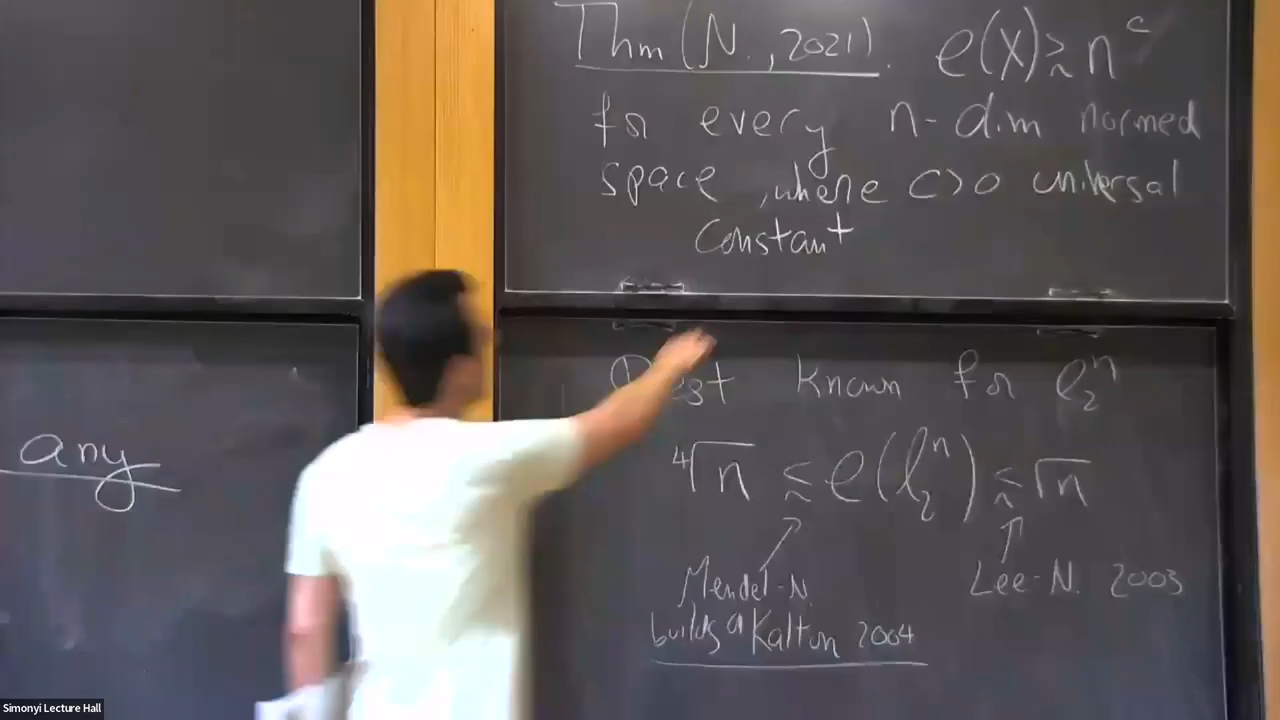 Thm (N., 2021). e(X) ≳ n^c
for every n-dim normed
space, where c>0 universal
constant
any
Best known for ℓ₂ⁿ
∜n ≲ e(ℓ₂ⁿ) ≲ √n
Mendel-N.
builds on Kalton 2004
Lee-N. 2003
Simonyi Lecture Hall